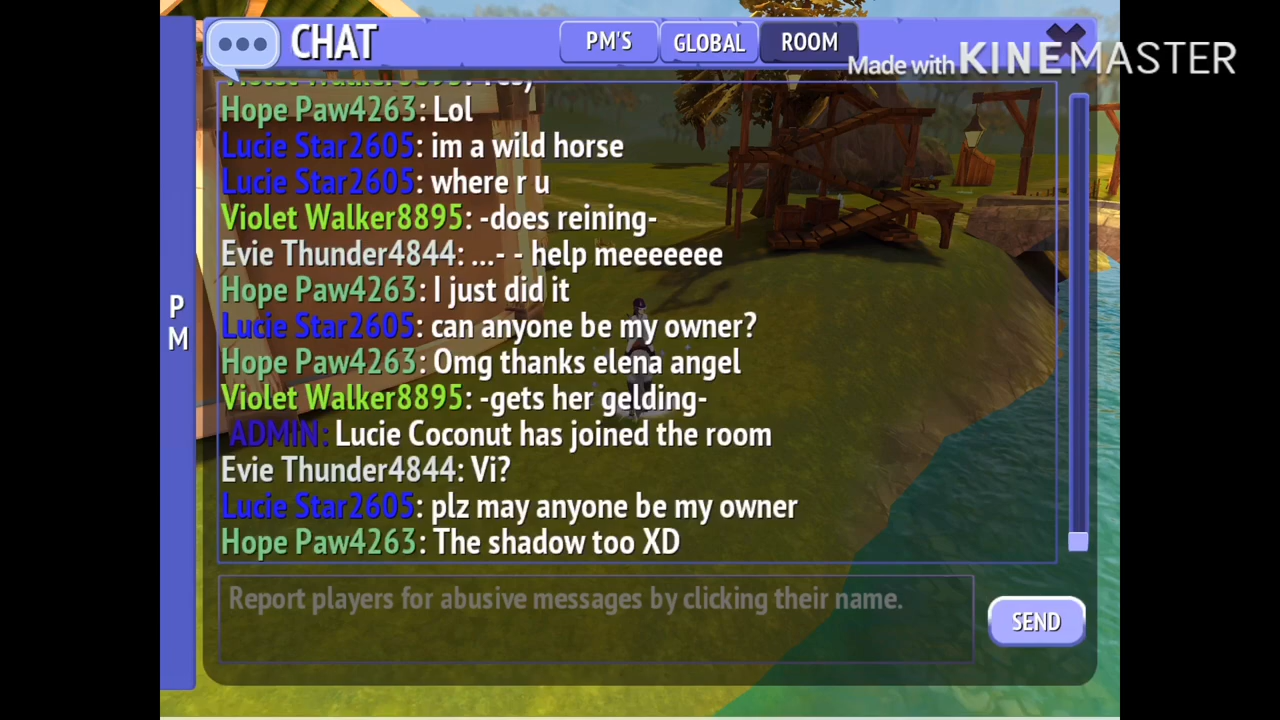 CHAT
PM'S
GLOBAL
ROOM
Made with KINEMASTER
Hope Paw4263: Lol
Lucie Star2605: im a wild horse
Lucie Star2605: where r u
Violet Walker8895: -does reining-
Evie Thunder4844: ...- - help meeeeeee
Hope Paw4263: I just did it
Lucie Star2605: can anyone be my owner?
Hope Paw4263: Omg thanks elena angel
Violet Walker8895: -gets her gelding-
ADMIN: Lucie Coconut has joined the room
Evie Thunder4844: Vi?
Lucie Star2605: plz may anyone be my owner
Hope Paw4263: The shadow too XD
P
M
Report players for abusive messages by clicking their name.
SEND